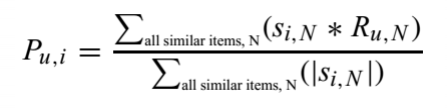 P_{u,i} = \frac{\sum_{\text{all similar items, N}} (s_{i,N} * R_{u,N})}{\sum_{\text{all similar items, N}} (|s_{i,N}|)}